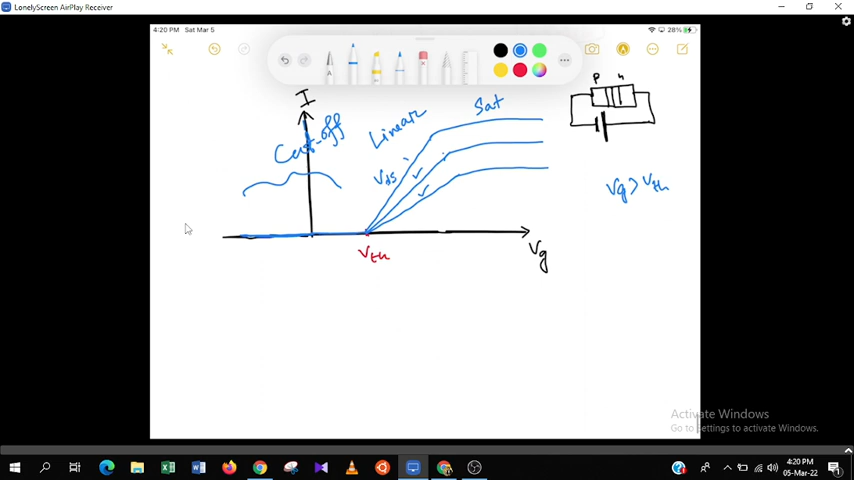 LonelyScreen AirPlay Receiver
4:20 PM Sat Mar 5
28%
A
I
Cut-off
Linear
Sat
Vds
Vth
Vg
P n
Vg > Vth
Activate Windows
Go to Settings to activate Windows.
4:20 PM
05-Mar-22